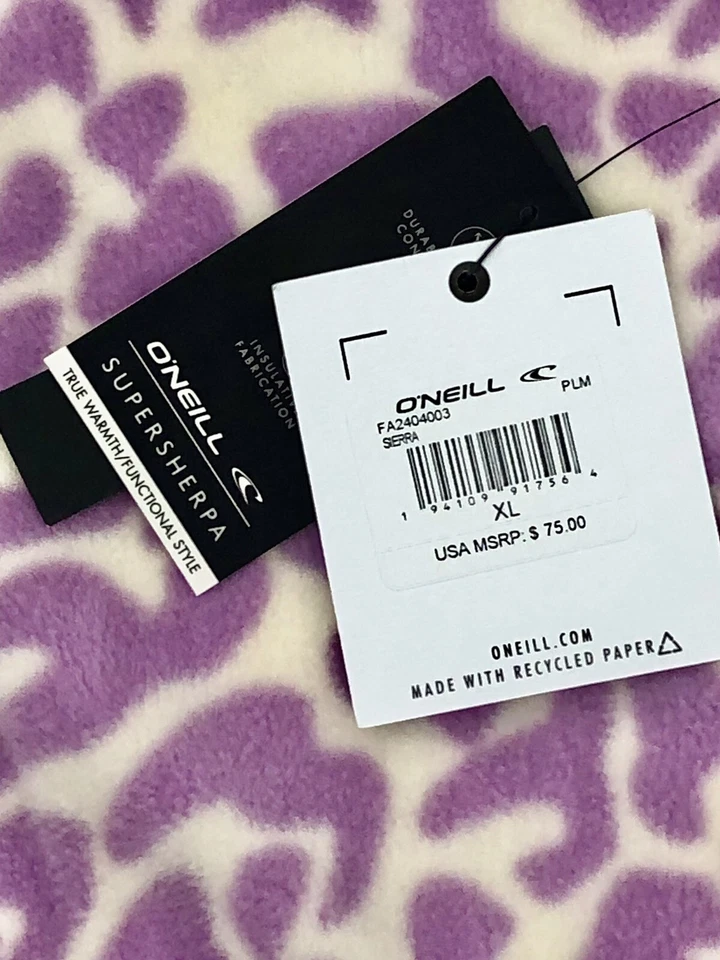 DURAB
CON
INSULATI
FABRICATION
O'NEILL
SUPERSHERPA
TRUE WARMTH/FUNCTIONAL STYLE
O'NEILL
PLM
FA2404003
SIERRA
1 94109 91756 4
XL
USA MSRP: $ 75.00
ONEILL.COM
MADE WITH RECYCLED PAPER